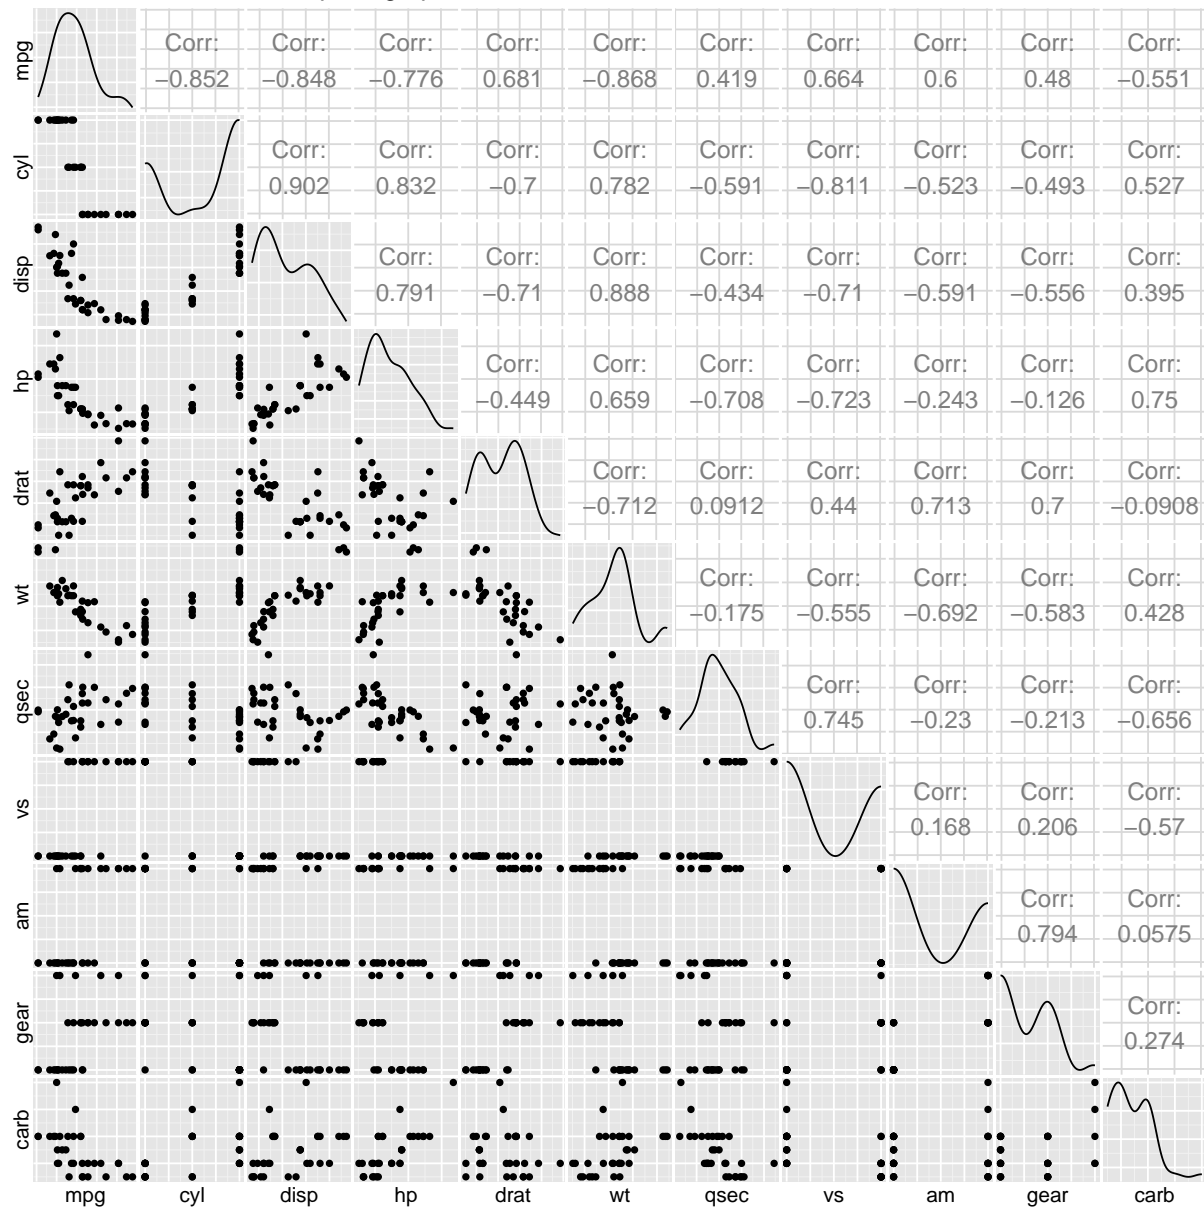 mpg
Corr: Corr: Corr: Corr: Corr: Corr: Corr: Corr: Corr: Corr:
−0.852 −0.848 −0.776 0.681 −0.868 0.419 0.664 0.6 0.48 −0.551
cyl
Corr: Corr: Corr: Corr: Corr: Corr: Corr: Corr: Corr:
0.902 0.832 −0.7 0.782 −0.591 −0.811 −0.523 −0.493 0.527
disp
Corr: Corr: Corr: Corr: Corr: Corr: Corr: Corr:
0.791 −0.71 0.888 −0.434 −0.71 −0.591 −0.556 0.395
hp
Corr: Corr: Corr: Corr: Corr: Corr: Corr:
−0.449 0.659 −0.708 −0.723 −0.243 −0.126 0.75
drat
Corr: Corr: Corr: Corr: Corr: Corr:
−0.712 0.0912 0.44 0.713 0.7 −0.0908
wt
Corr: Corr: Corr: Corr: Corr:
−0.175 −0.555 −0.692 −0.583 0.428
qsec
Corr: Corr: Corr: Corr:
0.745 −0.23 −0.213 −0.656
vs
Corr: Corr: Corr:
0.168 0.206 −0.57
am
Corr: Corr:
0.794 0.0575
gear
Corr:
0.274
carb
mpg cyl disp hp drat wt qsec vs am gear carb